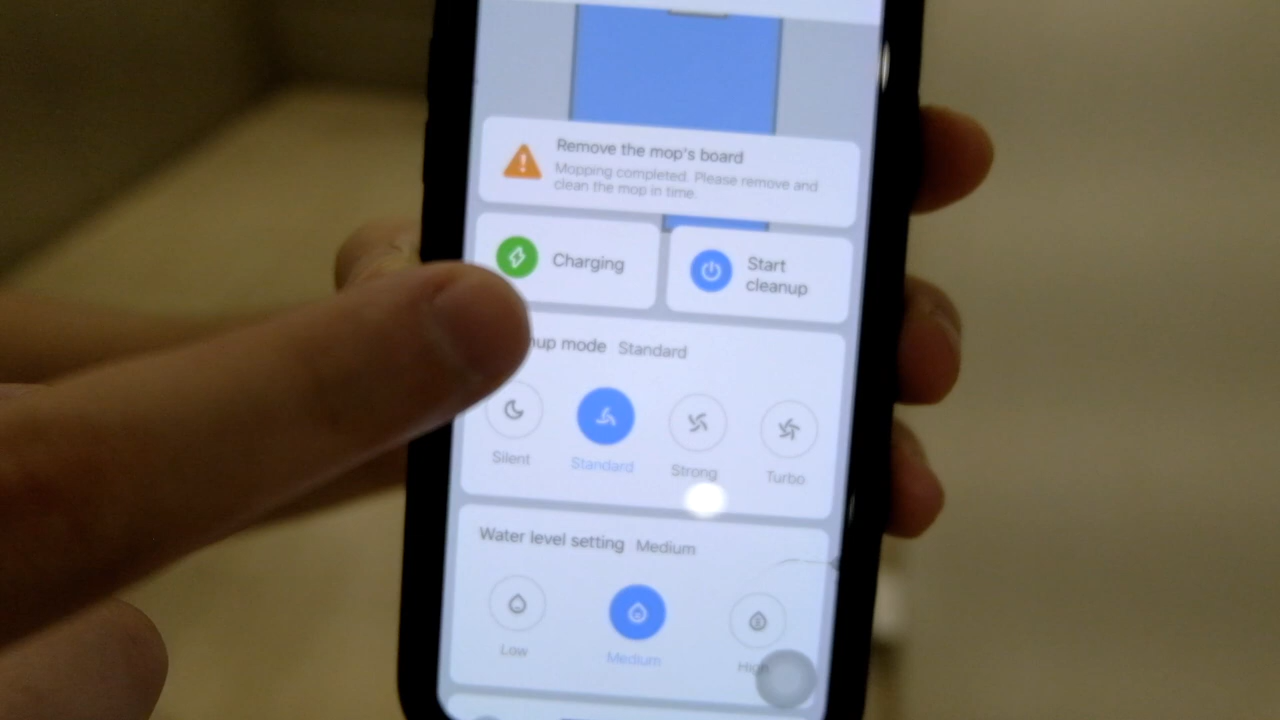 Remove the mop's board
Mopping completed. Please remove and
clean the mop in time.
Charging
Start
cleanup
nup mode Standard
Silent
Standard
Strong
Turbo
Water level setting Medium
Low
Medium
High